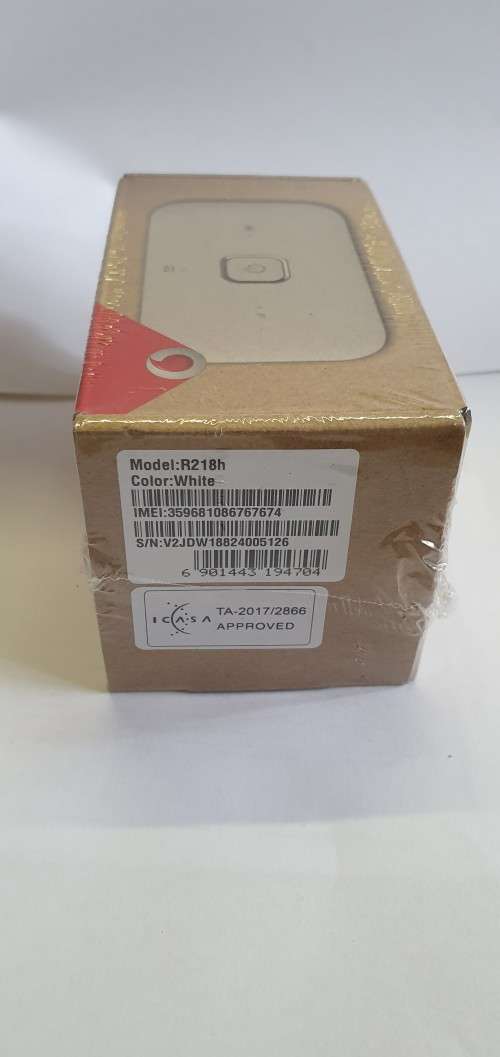 Model:R218h
Color:White
IMEI:359681086767674
S/N:V2JDW18824005126
6 901443 194704
ICASA
TA-2017/2866
APPROVED